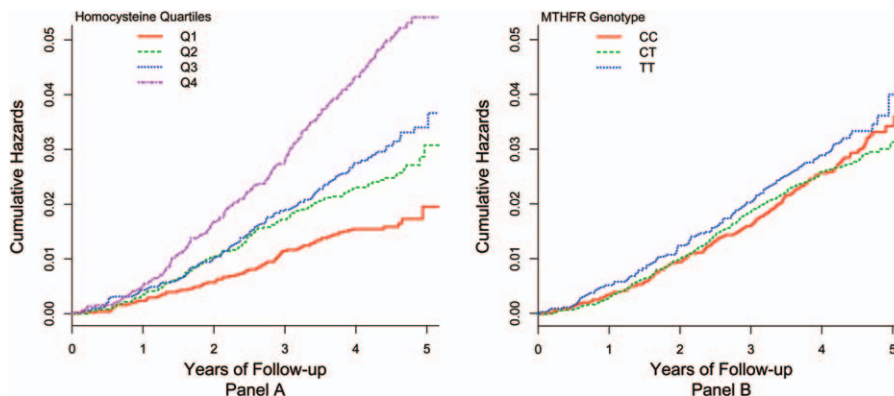 Homocysteine Quartiles
Q1
Q2
Q3
Q4
Cumulative Hazards
0.00
0.01
0.02
0.03
0.04
0.05
0
1
2
3
4
5
Years of Follow-up
Panel A
MTHFR Genotype
CC
CT
TT
Cumulative Hazards
0.00
0.01
0.02
0.03
0.04
0.05
0
1
2
3
4
5
Years of Follow-up
Panel B